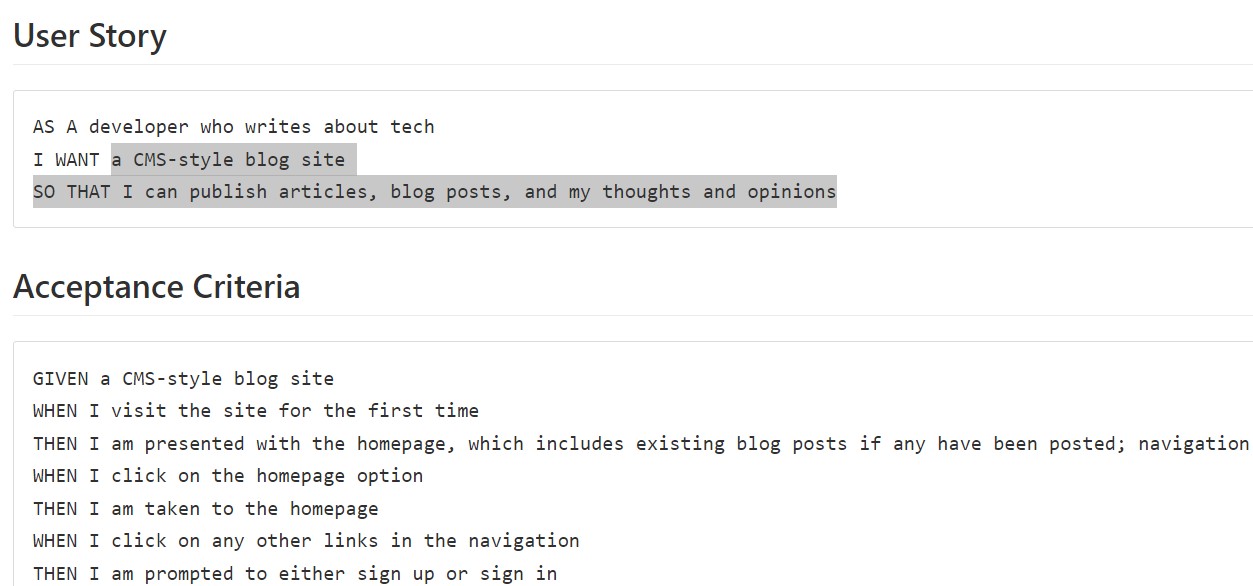 User Story
AS A developer who writes about tech
I WANT a CMS-style blog site
SO THAT I can publish articles, blog posts, and my thoughts and opinions
Acceptance Criteria
GIVEN a CMS-style blog site
WHEN I visit the site for the first time
THEN I am presented with the homepage, which includes existing blog posts if any have been posted; navigation
WHEN I click on the homepage option
THEN I am taken to the homepage
WHEN I click on any other links in the navigation
THEN I am prompted to either sign up or sign in